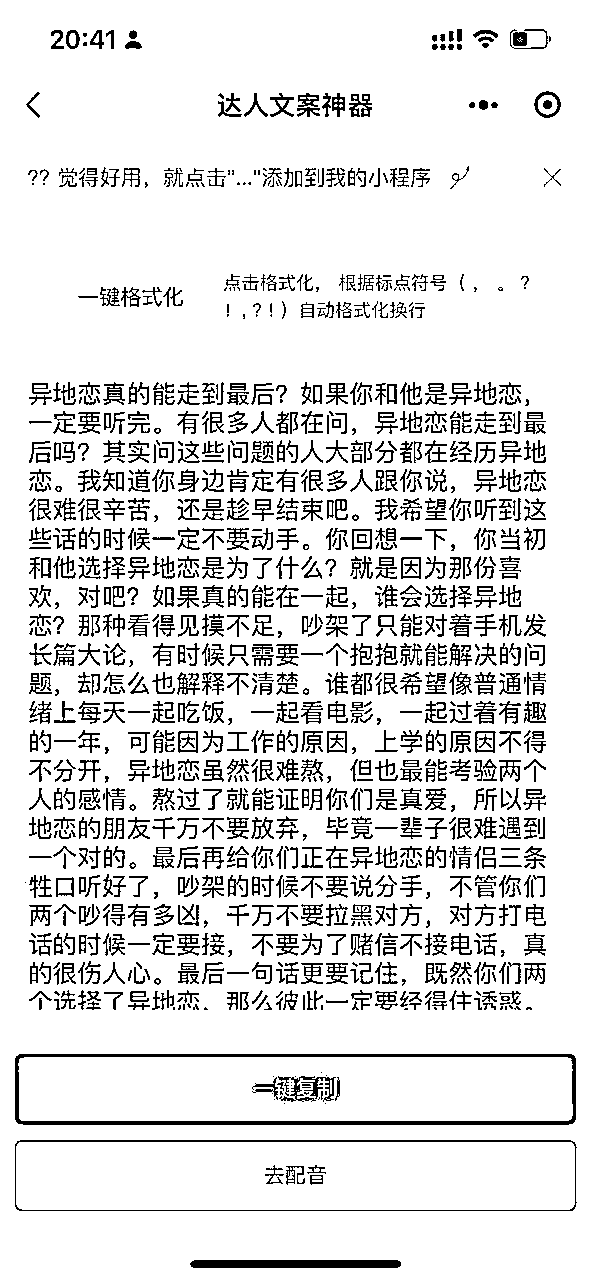 20:41
达人文案神器
?? 觉得好用，就点击"..."添加到我的小程序
一键格式化
点击格式化， 根据标点符号（ ， 。 ?
! , ? ! ）自动格式化换行
异地恋真的能走到最后？如果你和他是异地恋，
一定要听完。有很多人都在问，异地恋能走到最
后吗？其实问这些问题的人大部分都在经历异地
恋。我知道你身边肯定有很多人跟你说，异地恋
很难很辛苦，还是趁早结束吧。我希望你听到这
些话的时候一定不要动手。你回想一下，你当初
和他选择异地恋是为了什么？就是因为那份喜
欢，对吧？如果真的能在一起，谁会选择异地
恋？那种看得见摸不足，吵架了只能对着手机发
长篇大论，有时候只需要一个抱抱就能解决的问
题，却怎么也解释不清楚。谁都很希望像普通情
绪上每天一起吃饭，一起看电影，一起过着有趣
的一年，可能因为工作的原因，上学的原因不得
不分开，异地恋虽然很难熬，但也最能考验两个
人的感情。熬过了就能证明你们是真爱，所以异
地恋的朋友千万不要放弃，毕竟一辈子很难遇到
一个对的。最后再给你们正在异地恋的情侣三条
牲口听好了，吵架的时候不要说分手，不管你们
两个吵得有多凶，千万不要拉黑对方，对方打电
话的时候一定要接，不要为了赌信不接电话，真
的很伤人心。最后一句话更要记住，既然你们两
个选择了异地恋，那么彼此一定要经得住诱惑。
一键复制
去配音